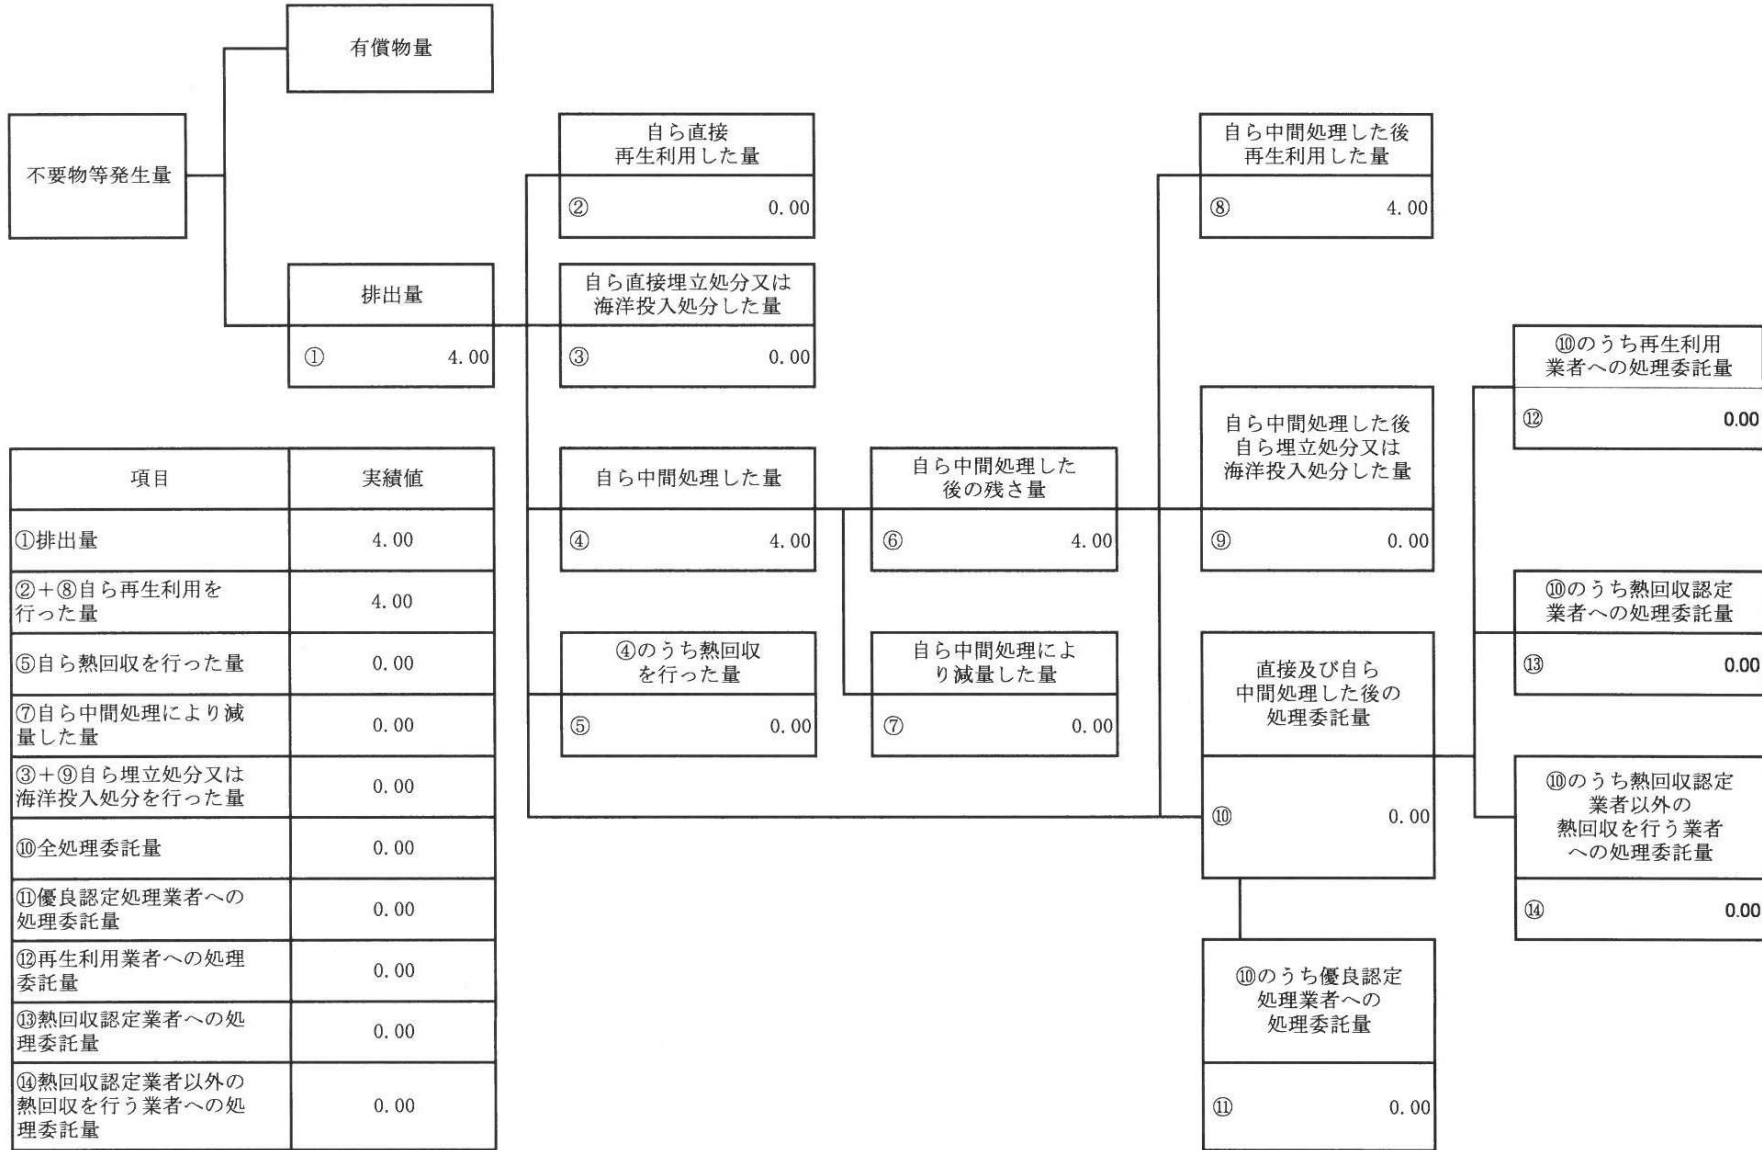 有償物量
不要物等発生量
排出量
① 4.00
自ら直接
再生利用した量
② 0.00
自ら直接埋立処分又は
海洋投入処分した量
③ 0.00
自ら中間処理した量
④ 4.00
④のうち熱回収
を行った量
⑤ 0.00
自ら中間処理した
後の残さ量
⑥ 4.00
自ら中間処理によ
り減量した量
⑦ 0.00
自ら中間処理した後
再生利用した量
⑧ 4.00
自ら中間処理した後
自ら埋立処分又は
海洋投入処分した量
⑨ 0.00
直接及び自ら
中間処理した後の
処理委託量
⑩ 0.00
⑩のうち優良認定
処理業者への
処理委託量
⑪ 0.00
⑩のうち再生利用
業者への処理委託量
⑫ 0.00
⑩のうち熱回収認定
業者への処理委託量
⑬ 0.00
⑩のうち熱回収認定
業者以外の
熱回収を行う業者
への処理委託量
⑭ 0.00
項目 実績値
①排出量 4.00
②+⑧自ら再生利用を
行った量 4.00
⑤自ら熱回収を行った量 0.00
⑦自ら中間処理により減
量した量 0.00
③+⑨自ら埋立処分又は
海洋投入処分を行った量 0.00
⑩全処理委託量 0.00
⑪優良認定処理業者への
処理委託量 0.00
⑫再生利用業者への処理
委託量 0.00
⑬熱回収認定業者への処
理委託量 0.00
⑭熱回収認定業者以外の
熱回収を行う業者への処
理委託量 0.00